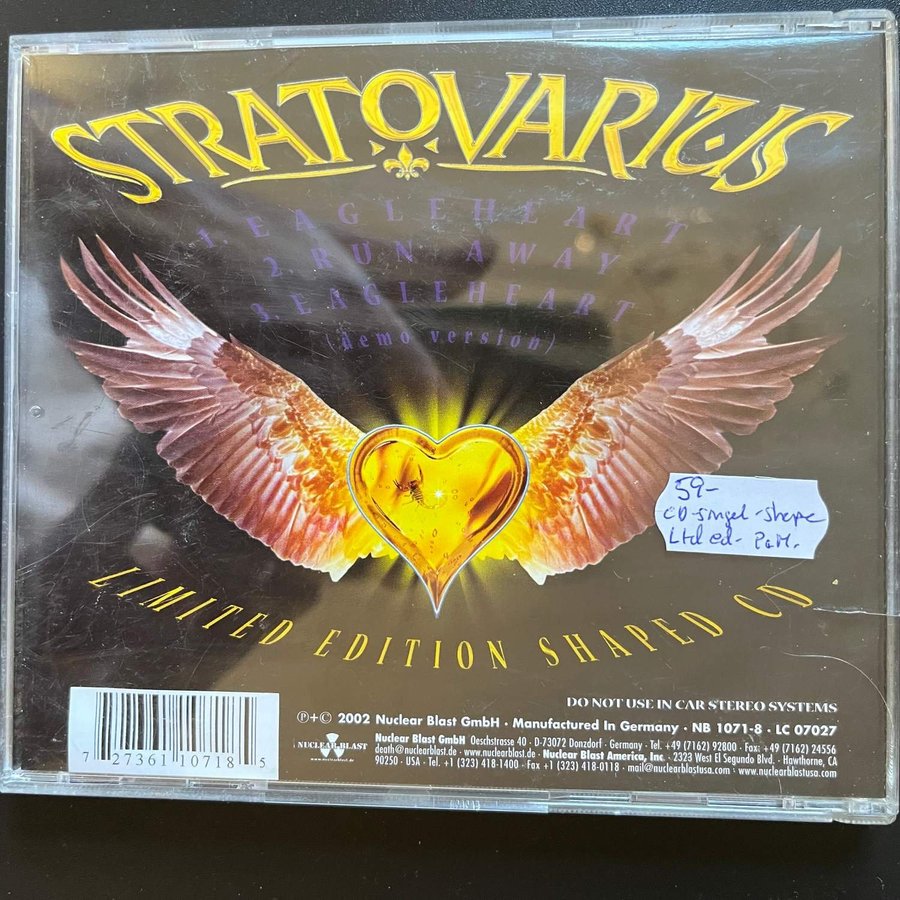 STRATOVARIUS
1. EAGLEHEART
2. RUN AWAY
3. EAGLEHEART
(demo version)
59-
CD-singel-shape
Ltd ed-
LIMITED EDITION SHAPED CD
DO NOT USE IN CAR STEREO SYSTEMS
℗+© 2002 Nuclear Blast GmbH · Manufactured In Germany · NB 1071-8 · LC 07027
NUCLEAR BLAST
www.nuclearblast.de
Nuclear Blast GmbH Oeschstrasse 40 · D-73072 Donzdorf · Germany · Tel. +49 (7162) 92800 · Fax: +49 (7162) 24556
death@nuclearblast.de · www.nuclearblast.de · Nuclear Blast America, Inc. · 2323 West El Segundo Blvd. · Hawthorne, CA
90250 · USA · Tel. +1 (323) 418-1400 · Fax +1 (323) 418-0118 · mail@nuclearblastusa.com · www.nuclearblastusa.com
7 27361 10718 5